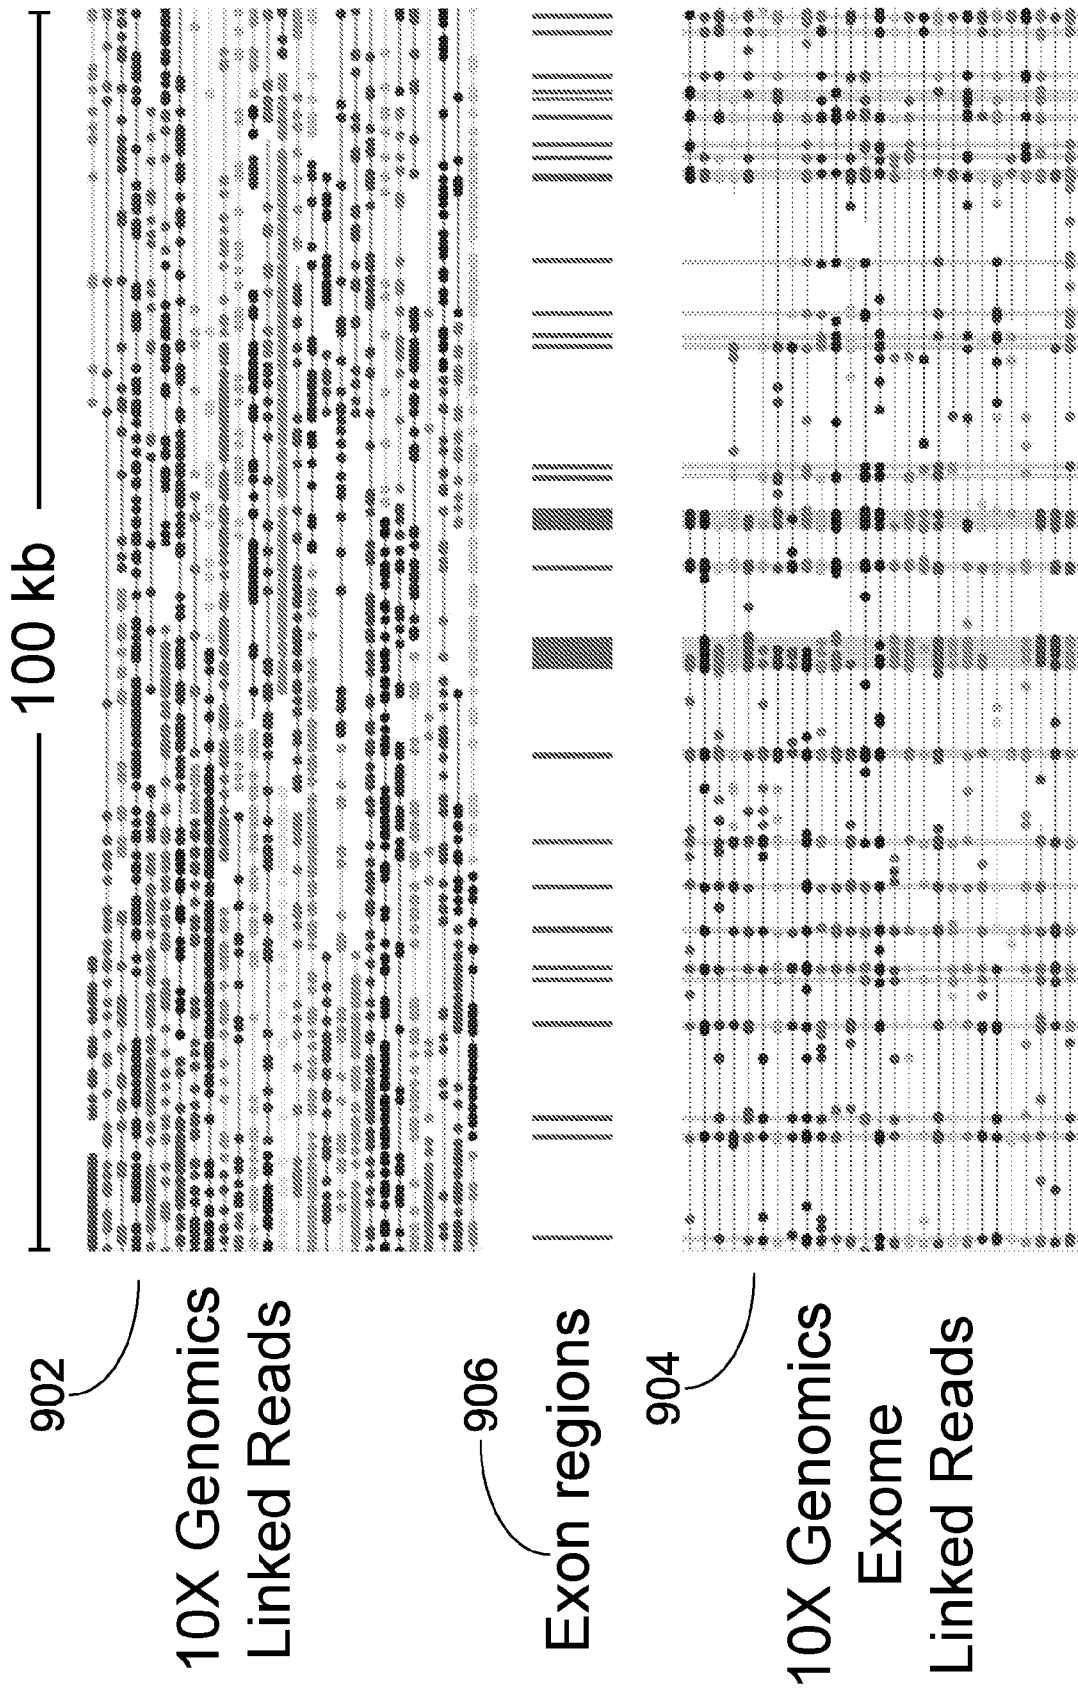 100 kb
902
10X Genomics
Linked Reads
906
Exon regions
904
10X Genomics
Exome
Linked Reads